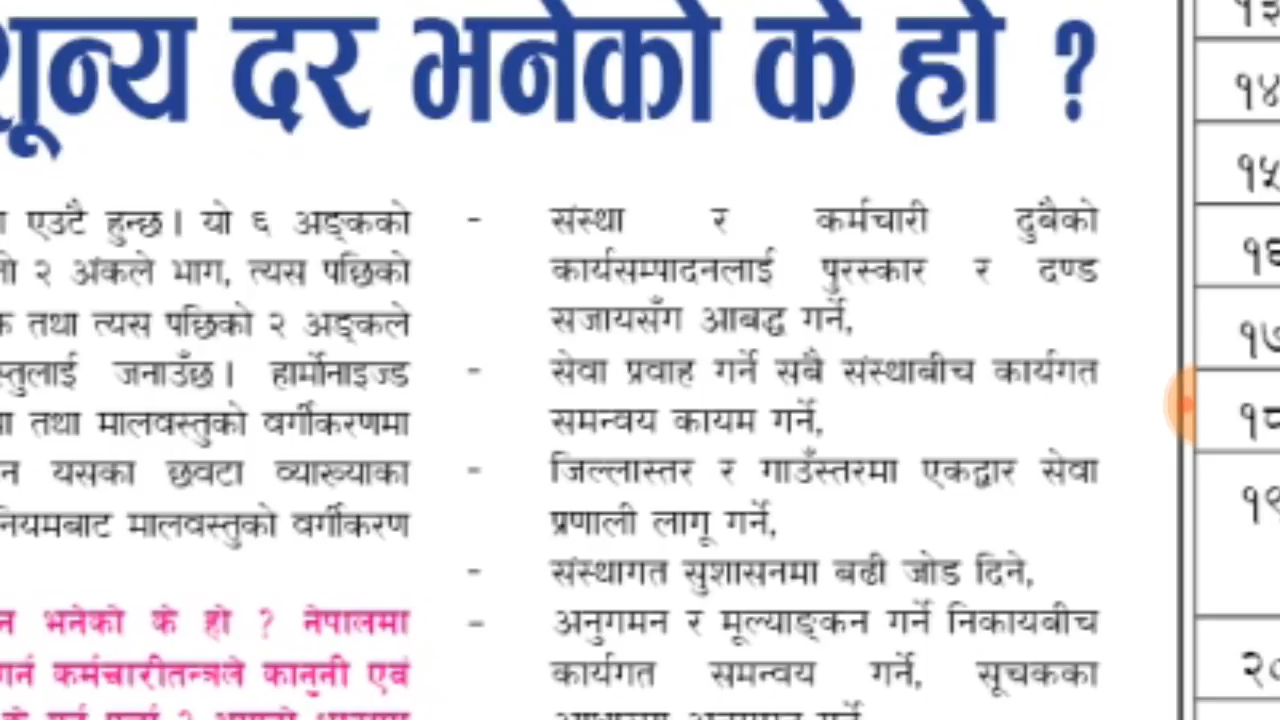 शून्य दर भनेको के हो ?
एउटै हुन्छ। यो ६ अङ्कको
२ अंकले भाग, त्यस पछिको
तथा त्यस पछिको २ अङ्कले
जनाउँछ। हार्मोनाइज्ड
तथा मालवस्तुको वर्गीकरणमा
यसका छवटा व्याख्याका
नियमबाट मालवस्तुको वर्गीकरण
भनेको के हो ? नेपालमा
कर्मचारीतन्त्रले कानूनी एवं
- संस्था र कर्मचारी दुबैको
कार्यसम्पादनलाई पुरस्कार र दण्ड
सजायसँग आबद्ध गर्ने,
- सेवा प्रवाह गर्ने सबै संस्थाबीच कार्यगत
समन्वय कायम गर्ने,
- जिल्लास्तर र गाउँस्तरमा एकद्वार सेवा
प्रणाली लागू गर्ने,
- संस्थागत सुशासनमा बढी जोड दिने,
- अनुगमन र मूल्याङ्कन गर्ने निकायबीच
कार्यगत समन्वय गर्ने, सूचकका
१३
१४
१५
१६
१७
१८
१९
२०